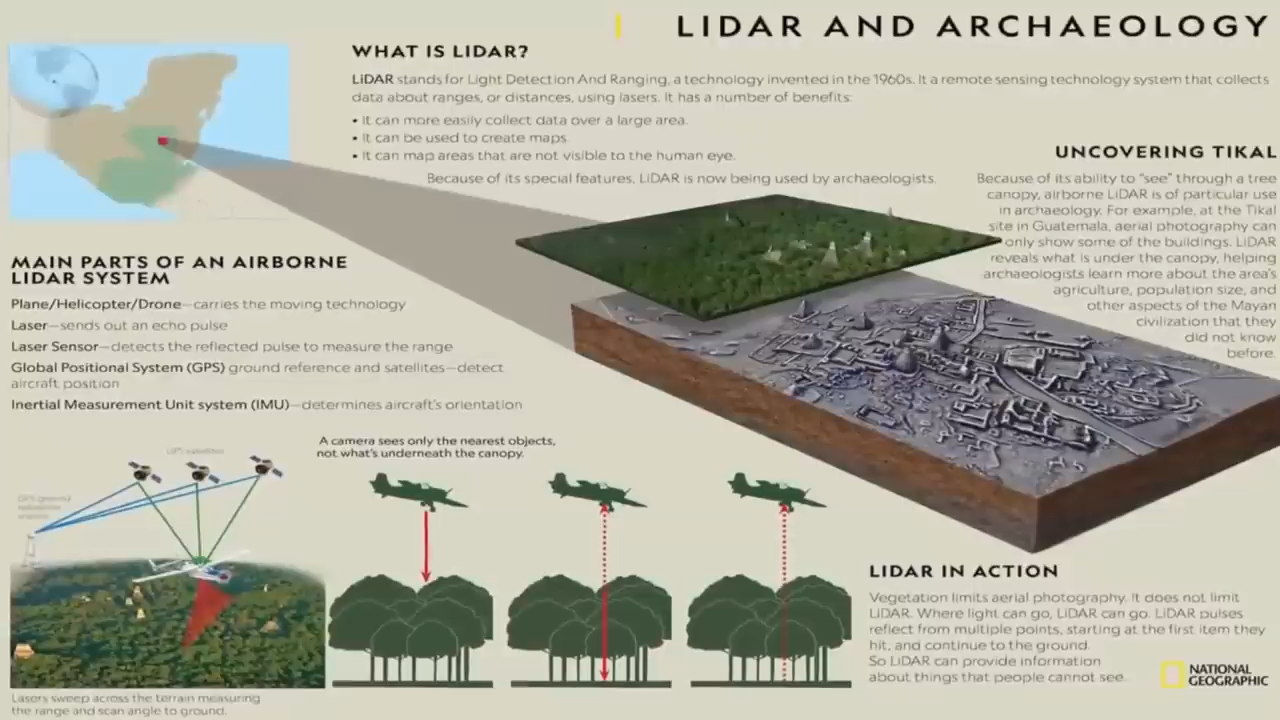 LIDAR AND ARCHAEOLOGY
WHAT IS LIDAR?
LiDAR stands for Light Detection And Ranging, a technology invented in the 1960s. It a remote sensing technology system that collects
data about ranges, or distances, using lasers. It has a number of benefits:
• It can more easily collect data over a large area.
• It can be used to create maps.
• It can map areas that are not visible to the human eye.
Because of its special features, LiDAR is now being used by archaeologists.
UNCOVERING TIKAL
Because of its ability to "see" through a tree
canopy, airborne LiDAR is of particular use
in archaeology. For example, at the Tikal
site in Guatemala, aerial photography can
only show some of the buildings. LiDAR
reveals what is under the canopy, helping
archaeologists learn more about the area's
agriculture, population size, and
other aspects of the Mayan
civilization that they
did not know
before.
MAIN PARTS OF AN AIRBORNE
LIDAR SYSTEM
Plane/Helicopter/Drone—carries the moving technology
Laser—sends out an echo pulse
Laser Sensor—detects the reflected pulse to measure the range
Global Positional System (GPS) ground reference and satellites—detect
aircraft position
Inertial Measurement Unit system (IMU)—determines aircraft's orientation
GPS satellites
GPS ground
reference
station
Lasers sweep across the terrain measuring
the range and scan angle to ground.
A camera sees only the nearest objects,
not what's underneath the canopy.
LIDAR IN ACTION
Vegetation limits aerial photography. It does not limit
LiDAR. Where light can go, LiDAR can go. LiDAR pulses
reflect from multiple points, starting at the first item they
hit, and continue to the ground.
So LiDAR can provide information
about things that people cannot see.
NATIONAL
GEOGRAPHIC